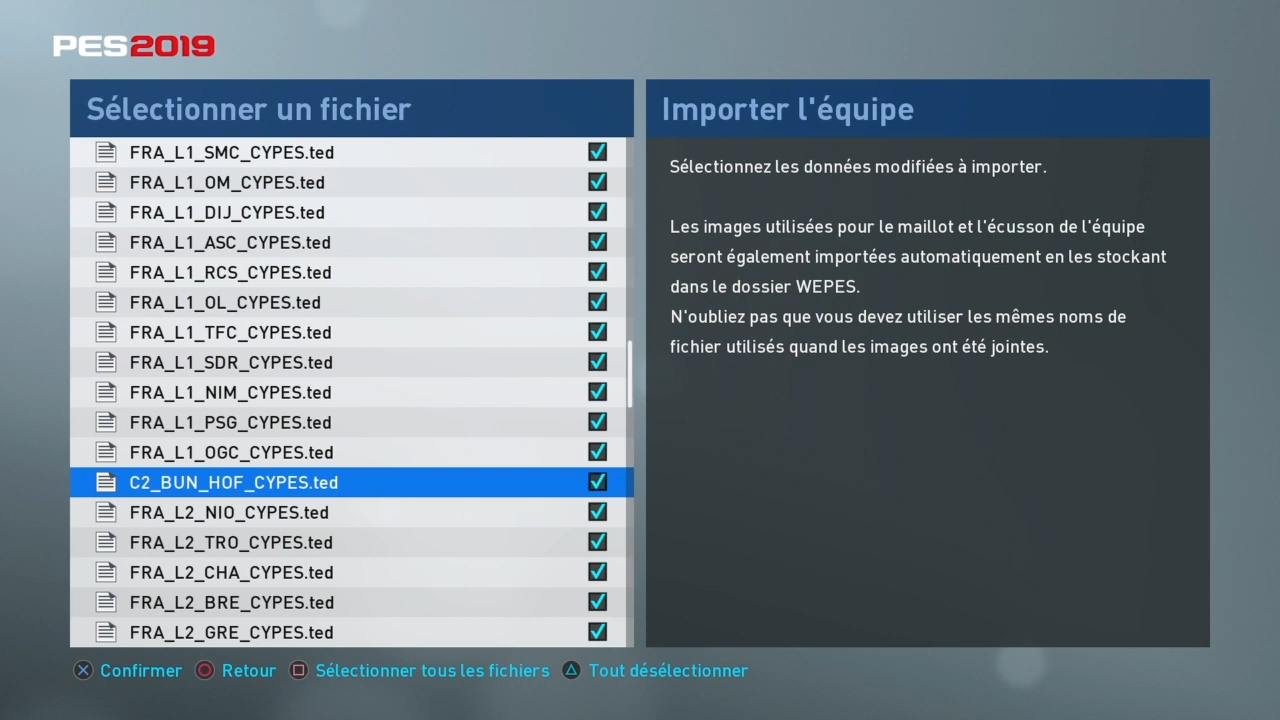 PES2019
Sélectionner un fichier
FRA_L1_SMC_CYPES.ted
FRA_L1_OM_CYPES.ted
FRA_L1_DIJ_CYPES.ted
FRA_L1_ASC_CYPES.ted
FRA_L1_RCS_CYPES.ted
FRA_L1_OL_CYPES.ted
FRA_L1_TFC_CYPES.ted
FRA_L1_SDR_CYPES.ted
FRA_L1_NIM_CYPES.ted
FRA_L1_PSG_CYPES.ted
FRA_L1_OGC_CYPES.ted
C2_BUN_HOF_CYPES.ted
FRA_L2_NIO_CYPES.ted
FRA_L2_TRO_CYPES.ted
FRA_L2_CHA_CYPES.ted
FRA_L2_BRE_CYPES.ted
FRA_L2_GRE_CYPES.ted
Importer l'équipe
Sélectionnez les données modifiées à importer.
Les images utilisées pour le maillot et l'écusson de l'équipe
seront également importées automatiquement en les stockant
dans le dossier WEPES.
N'oubliez pas que vous devez utiliser les mêmes noms de
fichier utilisés quand les images ont été jointes.
Confirmer Retour Sélectionner tous les fichiers Tout désélectionner